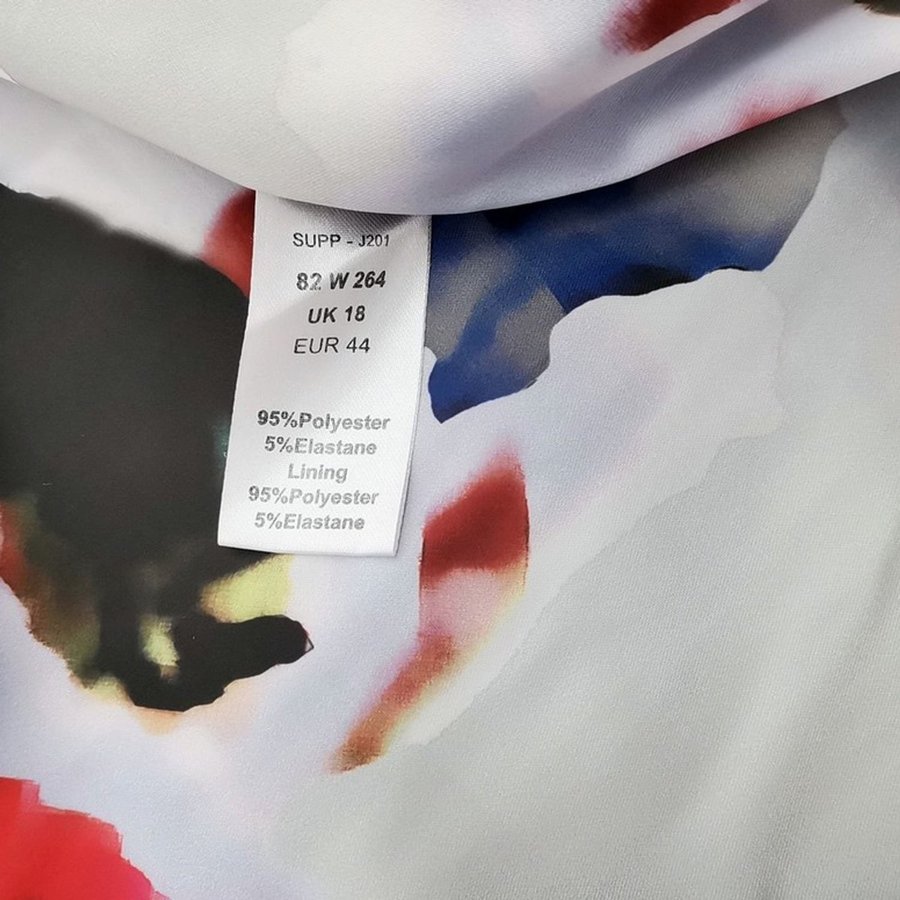 SUPP - J201
82 W 264
UK 18
EUR 44
95%Polyester
5%Elastane
Lining
95%Polyester
5%Elastane